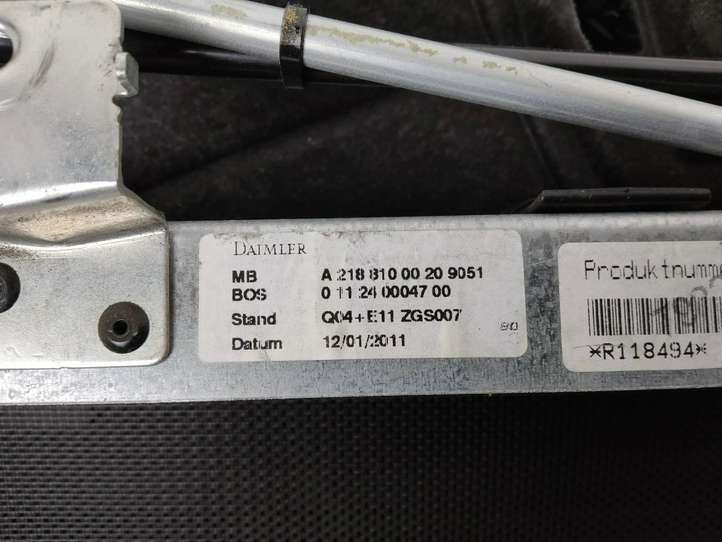 DAIMLER
MB A 218 810 00 20 9051
BOS 0 11 24 00047 00
Stand Q04+E11 ZGS007
Datum 12/01/2011
Produktnumme
*R118494*